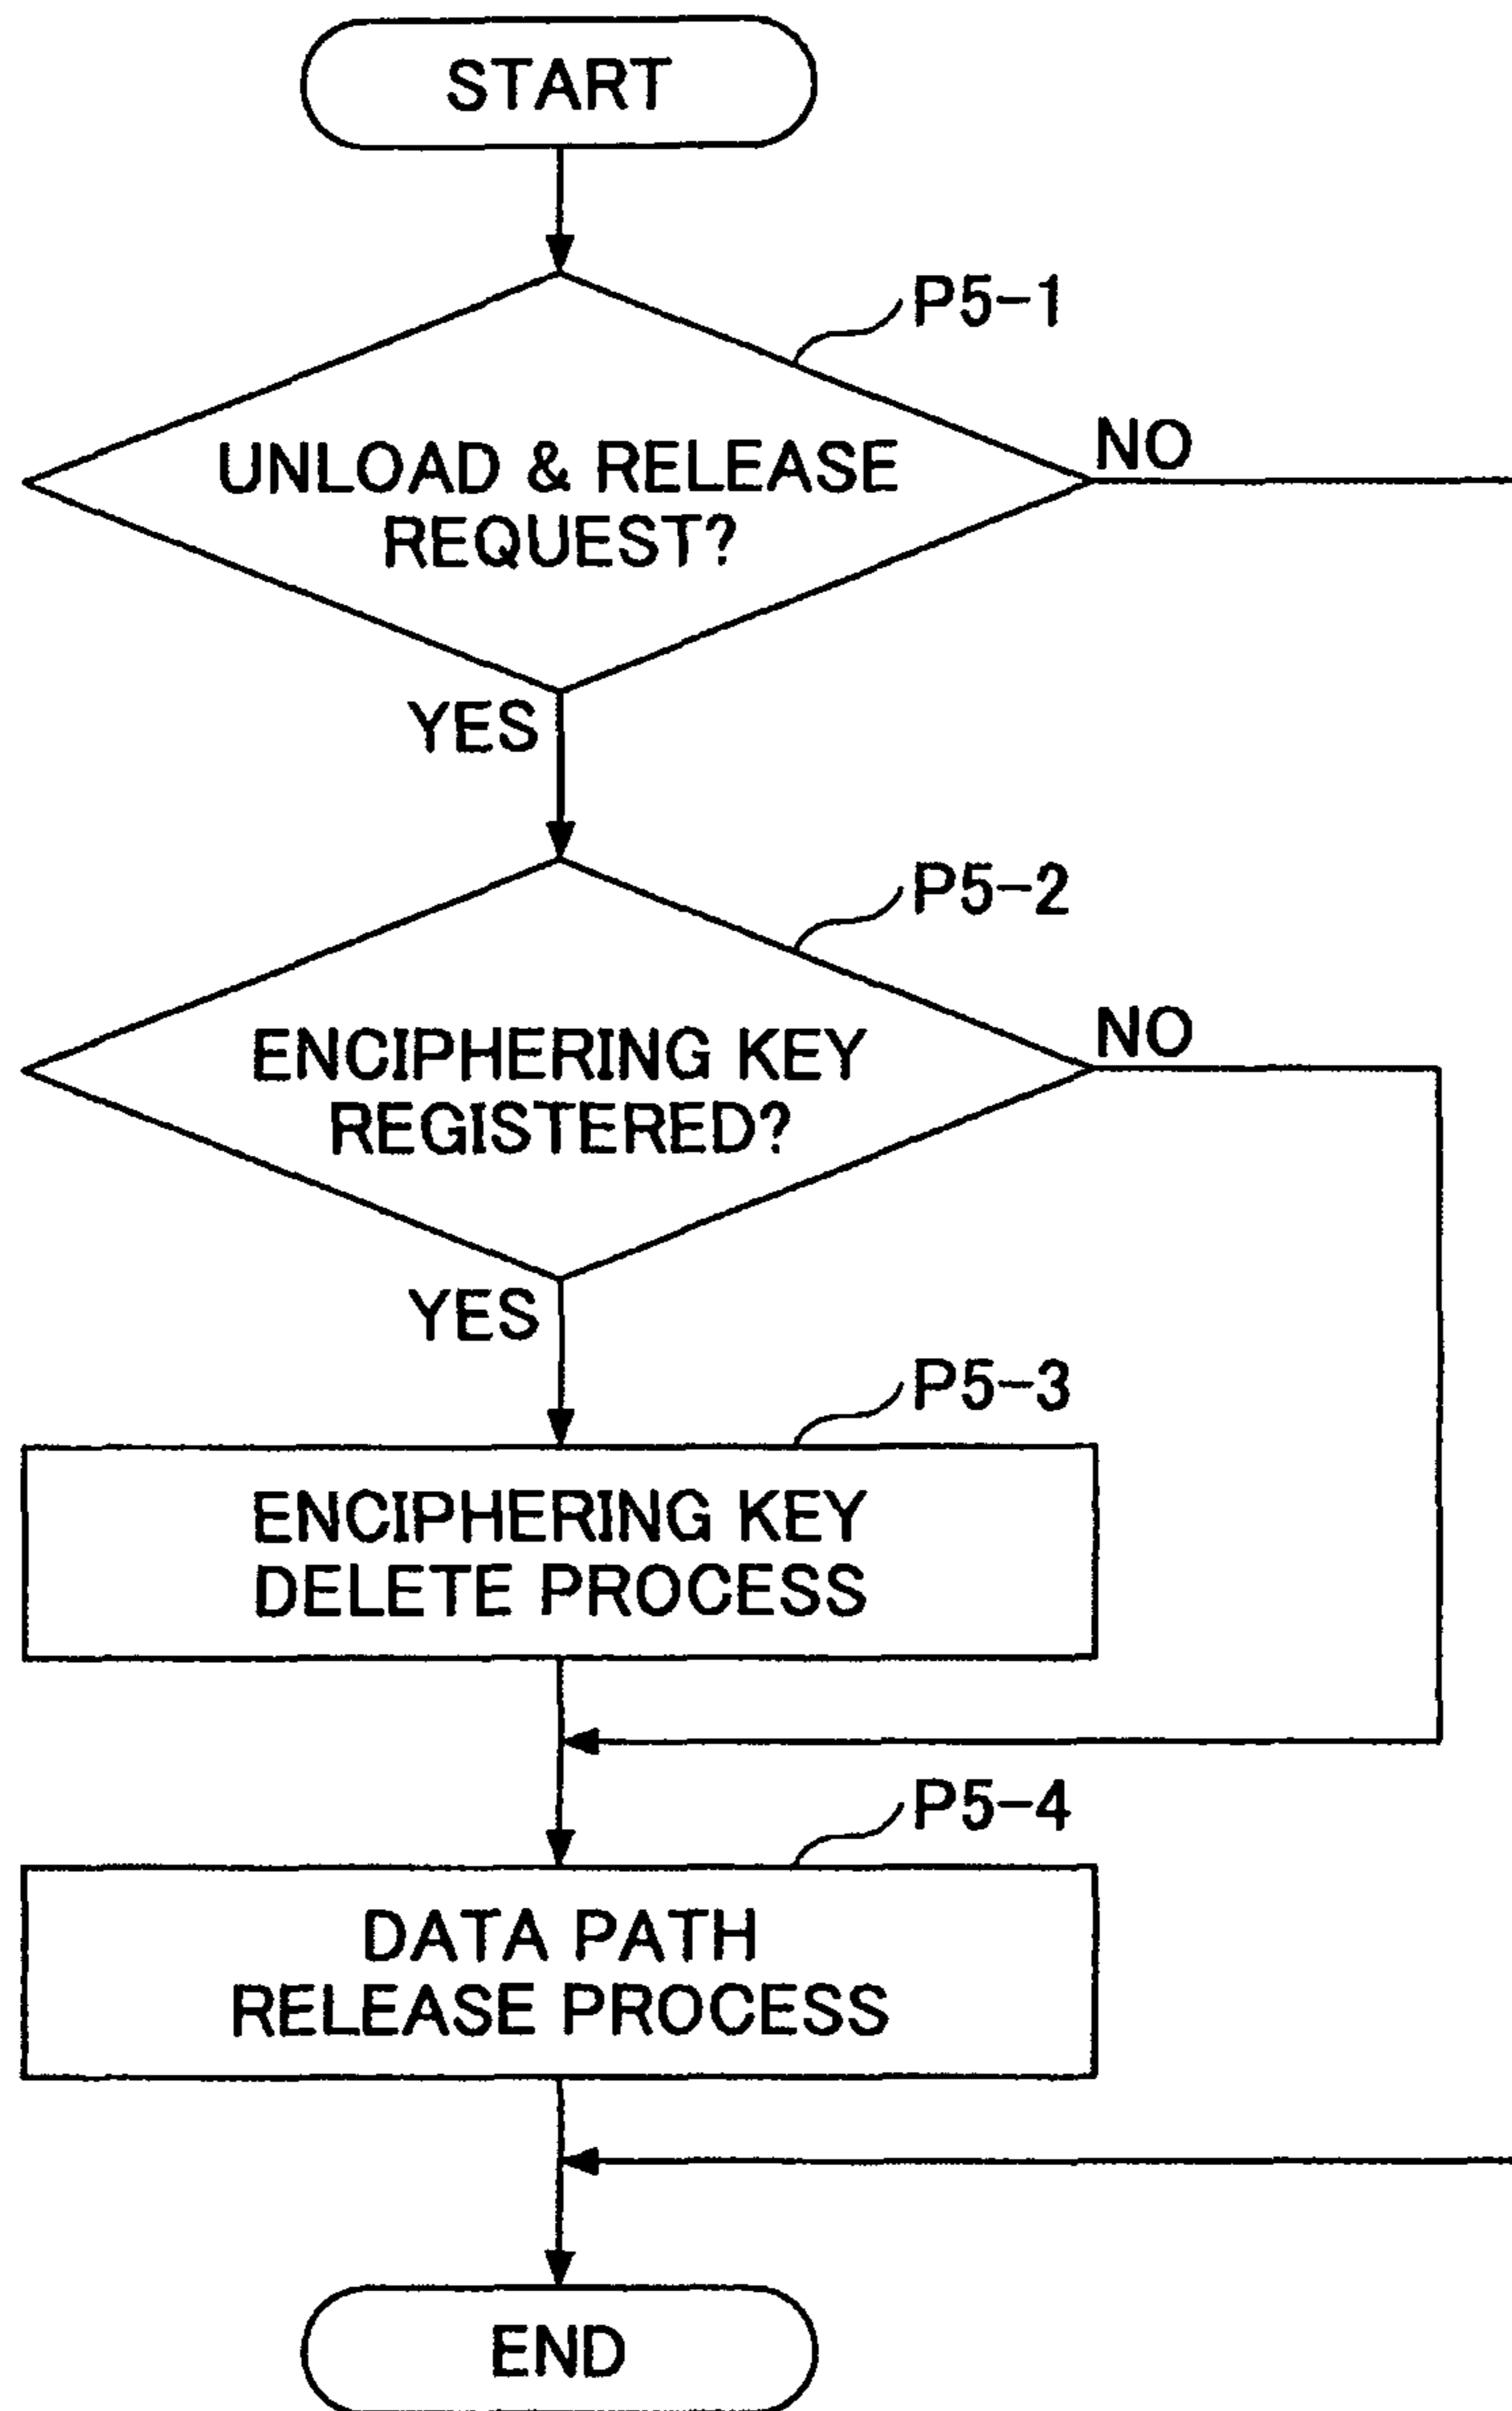 START
P5-1
UNLOAD & RELEASE
REQUEST?
NO
YES
P5-2
ENCIPHERING KEY
REGISTERED?
NO
YES
P5-3
ENCIPHERING KEY
DELETE PROCESS
P5-4
DATA PATH
RELEASE PROCESS
END